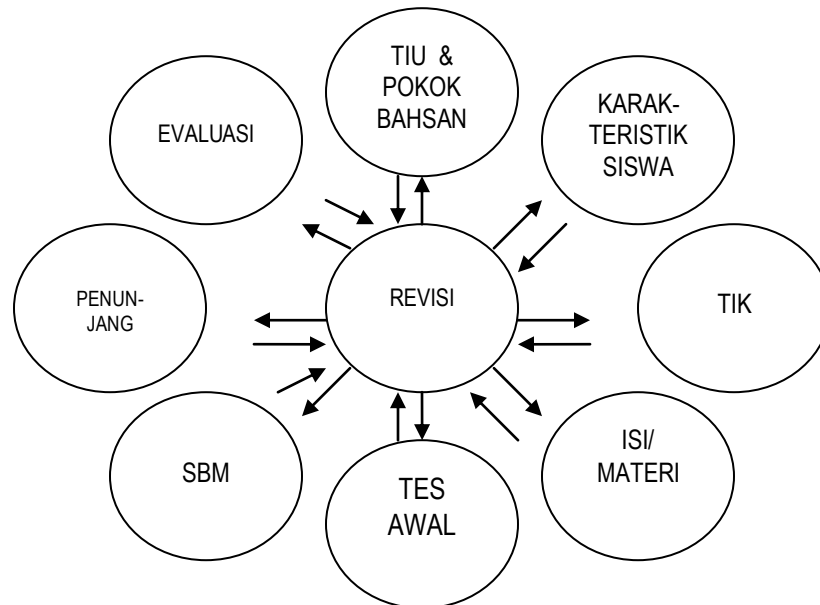 TIU & 
POKOK
BAHSAN
KARAK-
TERISTIK
SISWA
EVALUASI
REVISI
PENUN-
JANG
TIK
SBM
TES
AWAL
ISI/
MATERI